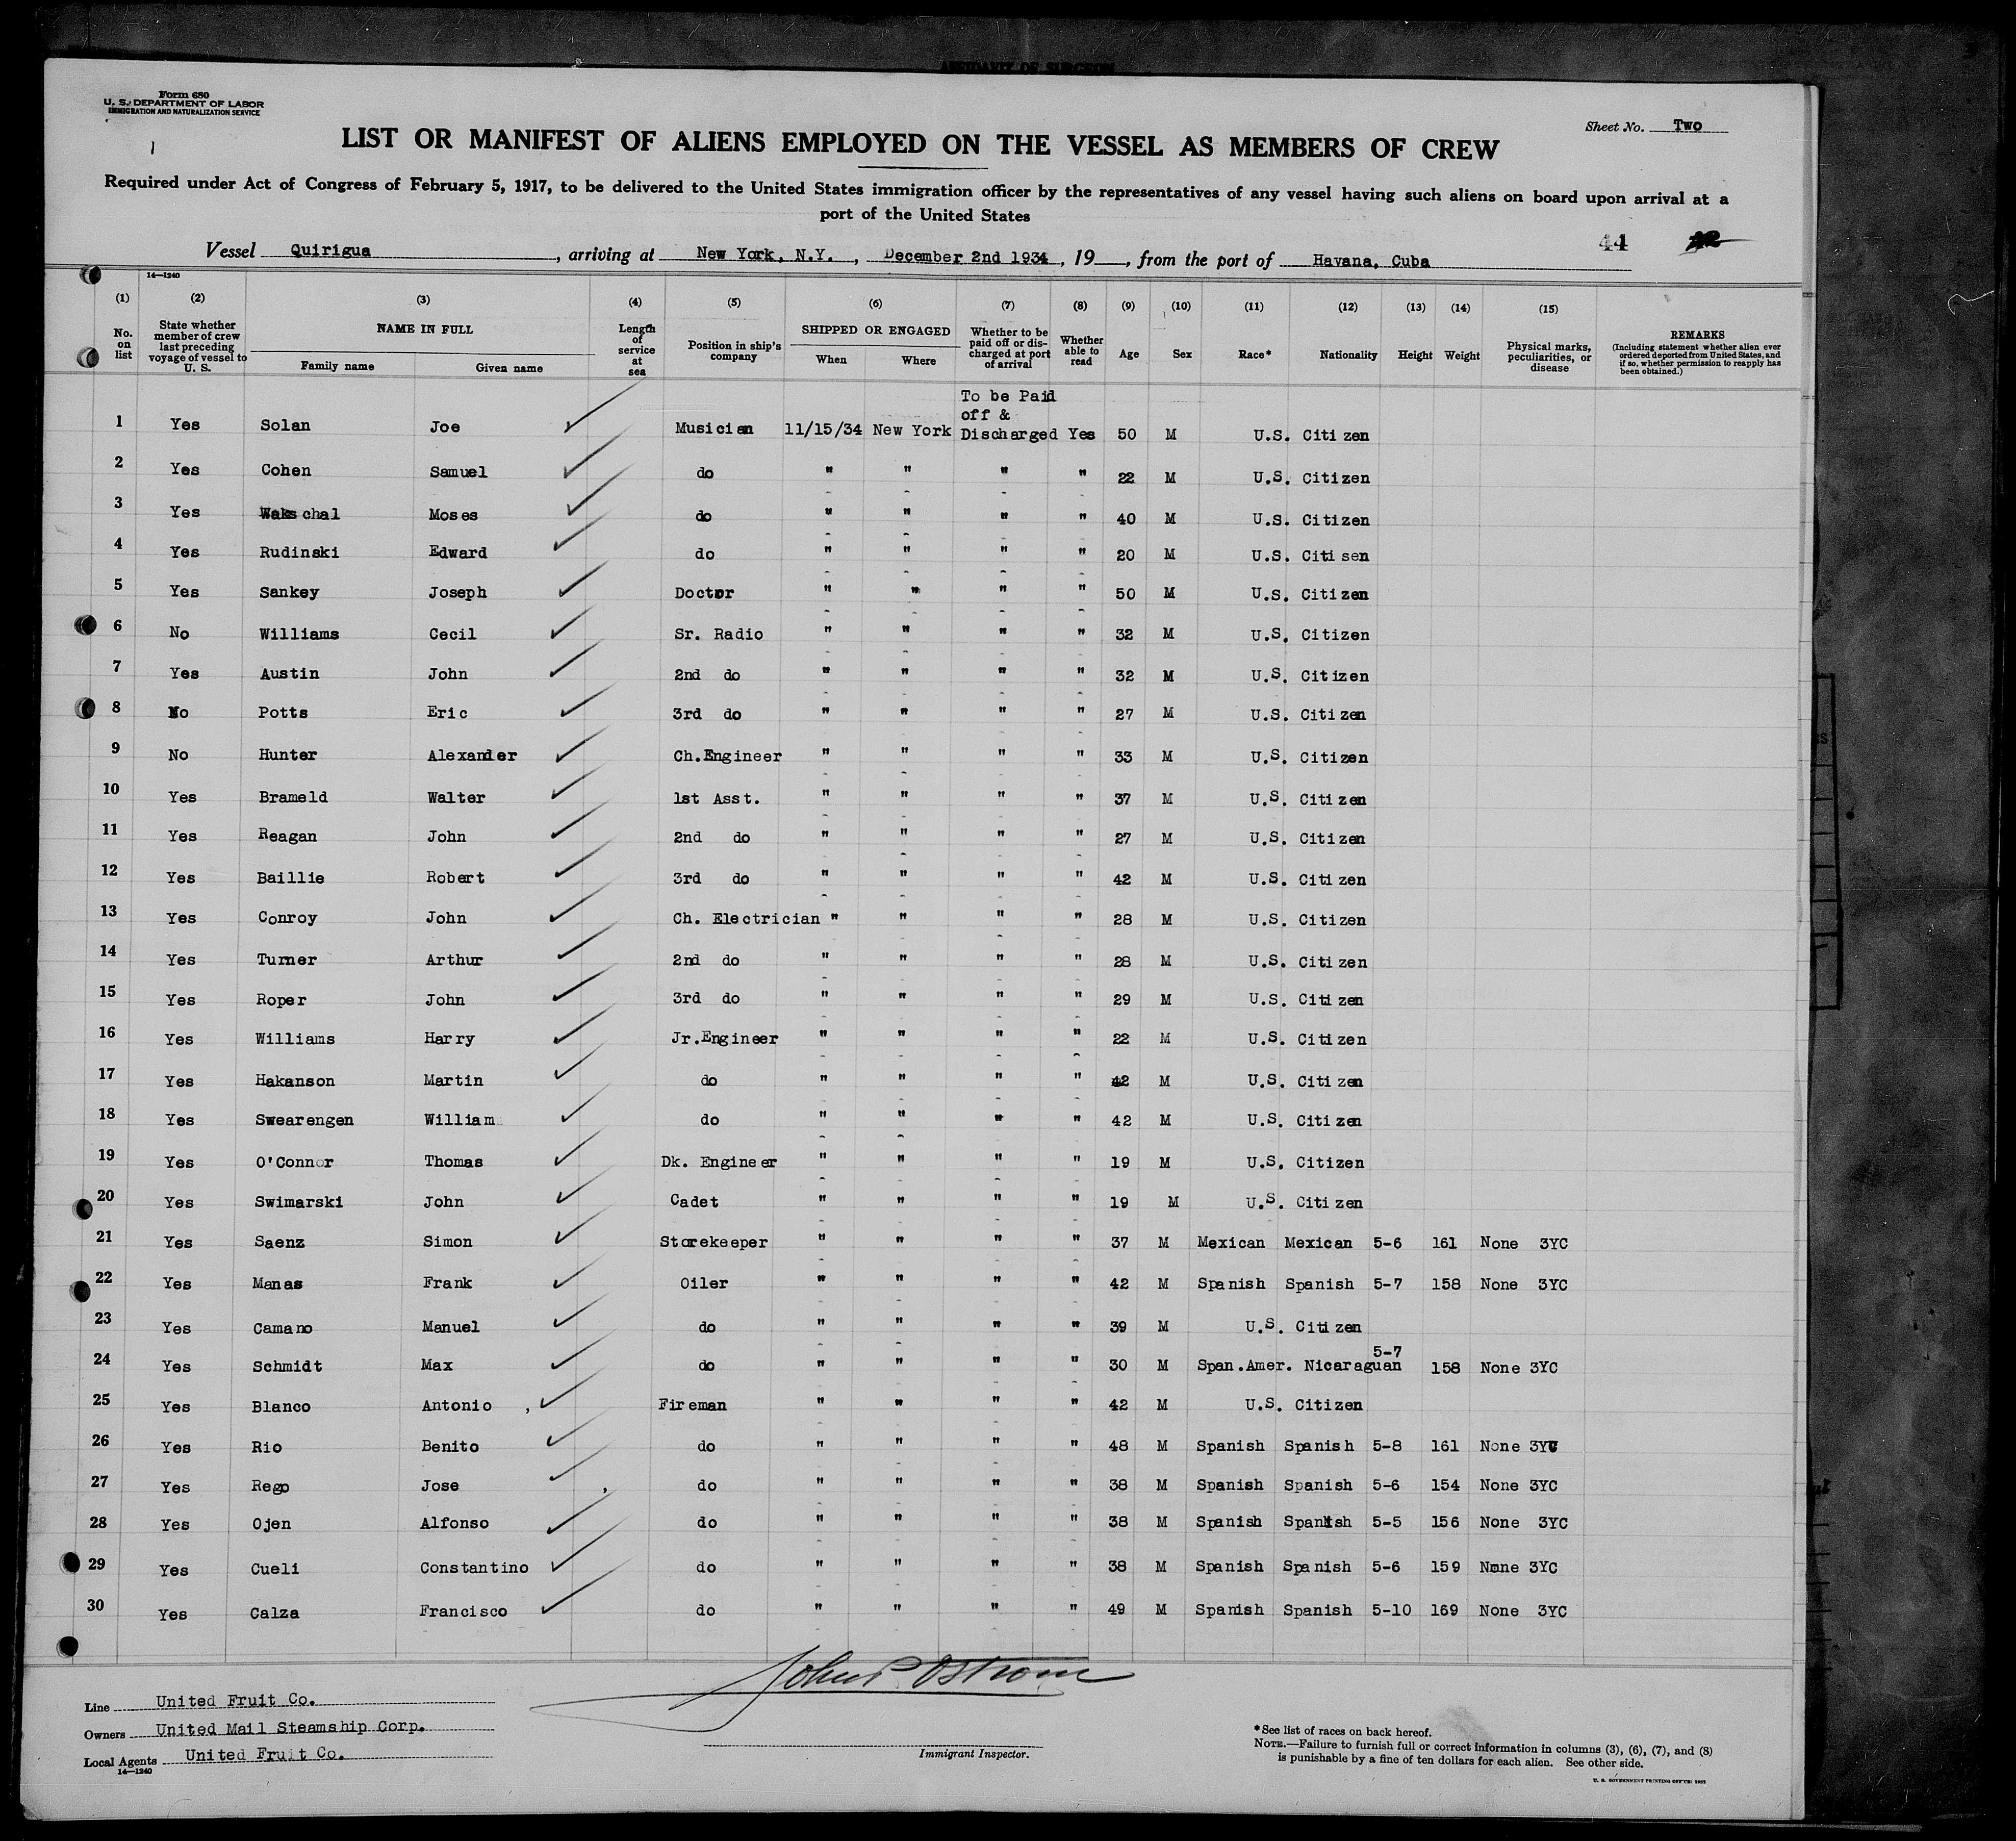 AFFIDAVIT OF SURGEON
Form 680
U. S. DEPARTMENT OF LABOR
IMMIGRATION AND NATURALIZATION SERVICE
Sheet No. Two
LIST OR MANIFEST OF ALIENS EMPLOYED ON THE VESSEL AS MEMBERS OF CREW
Required under Act of Congress of February 5, 1917, to be delivered to the United States immigration officer by the representatives of any vessel having such aliens on board upon arrival at a
port of the United States
44
Vessel Quirigua, arriving at New York, N.Y., December 2nd 1934, 19, from the port of Havana, Cuba
14—1240
(1) (2) (3) (4) (5) (6) (7) (8) (9) (10) (11) (12) (13) (14) (15)
No. on list
State whether member of crew last preceding voyage of vessel to U. S.
NAME IN FULL
Family name Given name
Length of service at sea
Position in ship's company
SHIPPED OR ENGAGED
When Where
Whether to be paid off or discharged at port of arrival
Whether able to read
Age Sex Race* Nationality Height Weight
Physical marks, peculiarities, or disease
REMARKS
(Including statement whether alien ever ordered deported from United States, and if so, whether permission to reapply has been obtained.)
To be Paid
off &
1 Yes Solan Joe Musician 11/15/34 New York Discharged Yes 50 M U.S. Citizen
2 Yes Cohen Samuel do " " " " 22 M U.S. Citizen
3 Yes Wakschal Moses do " " " " 40 M U.S. Citizen
4 Yes Rudinski Edward do " " " " 20 M U.S. Citisen
5 Yes Sankey Joseph Doctor " " " " 50 M U.S. Citizen
6 No Williams Cecil Sr. Radio " " " " 32 M U.S. Citizen
7 Yes Austin John 2nd do " " " " 32 M U.S. Citizen
8 No Potts Eric 3rd do " " " " 27 M U.S. Citizen
9 No Hunter Alexander Ch.Engineer " " " " 33 M U.S. Citizen
10 Yes Brameld Walter 1st Asst. " " " " 37 M U.S. Citizen
11 Yes Reagan John 2nd do " " " " 27 M U.S. Citizen
12 Yes Baillie Robert 3rd do " " " " 42 M U.S. Citizen
13 Yes Conroy John Ch. Electrician " " " " 28 M U.S. Citizen
14 Yes Turner Arthur 2nd do " " " " 28 M U.S. Citizen
15 Yes Roper John 3rd do " " " " 29 M U.S. Citizen
16 Yes Williams Harry Jr.Engineer " " " " 22 M U.S. Citizen
17 Yes Hakanson Martin do " " " " 42 M U.S. Citizen
18 Yes Swearengen William do " " " " 42 M U.S. Citizen
19 Yes O'Connor Thomas Dk. Engineer " " " " 19 M U.S. Citizen
20 Yes Swimarski John Cadet " " " " 19 M U.S. Citizen
21 Yes Saenz Simon Storekeeper " " " " 37 M Mexican Mexican 5-6 161 None 3YC
22 Yes Manas Frank Oiler " " " " 42 M Spanish Spanish 5-7 158 None 3YC
23 Yes Camano Manuel do " " " " 39 M U.S. Citizen
24 Yes Schmidt Max do " " " " 30 M Span.Amer. Nicaraguan 5-7 158 None 3YC
25 Yes Blanco Antonio , Fireman " " " " 42 M U.S. Citizen
26 Yes Rio Benito do " " " " 48 M Spanish Spanish 5-8 161 None 3YC
27 Yes Rego Jose , do " " " " 38 M Spanish Spanish 5-6 154 None 3YC
28 Yes Ojen Alfonso do " " " " 38 M Spanish Spanish 5-5 156 None 3YC
29 Yes Cueli Constantino do " " " " 38 M Spanish Spanish 5-6 159 None 3YC
30 Yes Calza Francisco do " " " " 49 M Spanish Spanish 5-10 169 None 3YC
John P Ostrom
Immigrant Inspector.
Line United Fruit Co.
Owners United Mail Steamship Corp.
Local Agents United Fruit Co.
14—1240
*See list of races on back hereof.
NOTE.—Failure to furnish full or correct information in columns (3), (6), (7), and (8)
is punishable by a fine of ten dollars for each alien. See other side.
U. S. GOVERNMENT PRINTING OFFICE: 1932